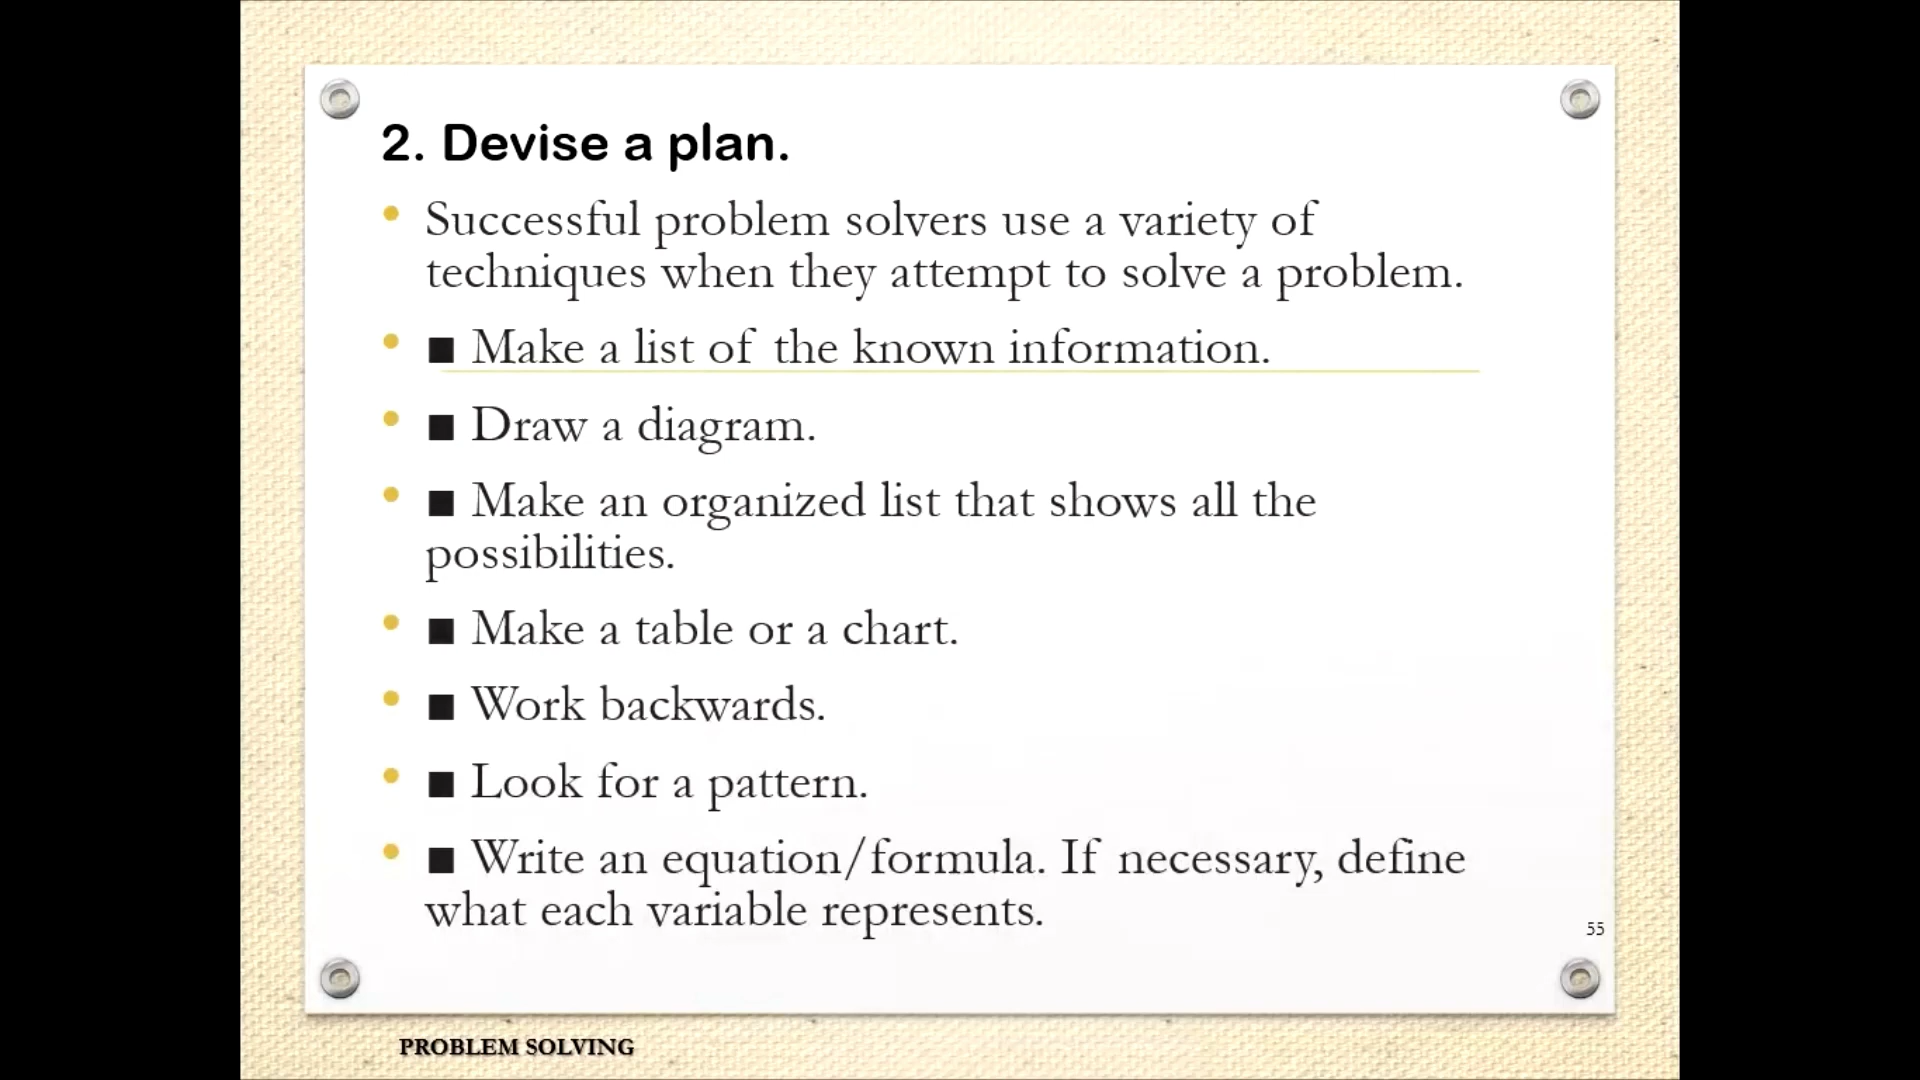 2. Devise a plan.
• Successful problem solvers use a variety of
techniques when they attempt to solve a problem.
• ■ Make a list of the known information.
• ■ Draw a diagram.
• ■ Make an organized list that shows all the
possibilities.
• ■ Make a table or a chart.
• ■ Work backwards.
• ■ Look for a pattern.
• ■ Write an equation/formula. If necessary, define
what each variable represents.
55
PROBLEM SOLVING